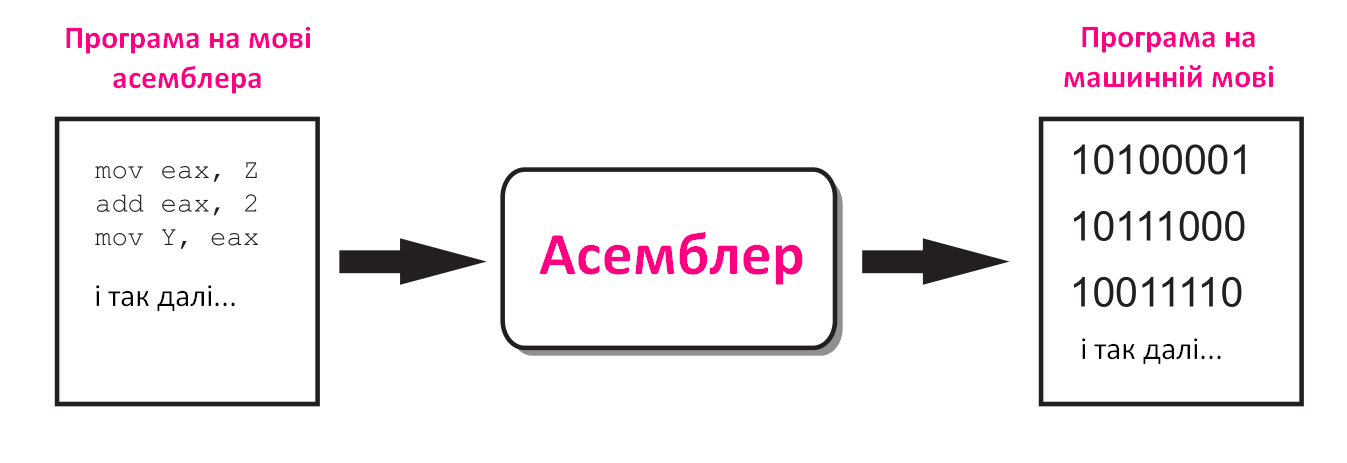 Програма на мові
асемблера
mov eax, Z
add eax, 2
mov Y, eax
і так далі...
Асемблер
Програма на
машинній мові
10100001
10111000
10011110
і так далі...